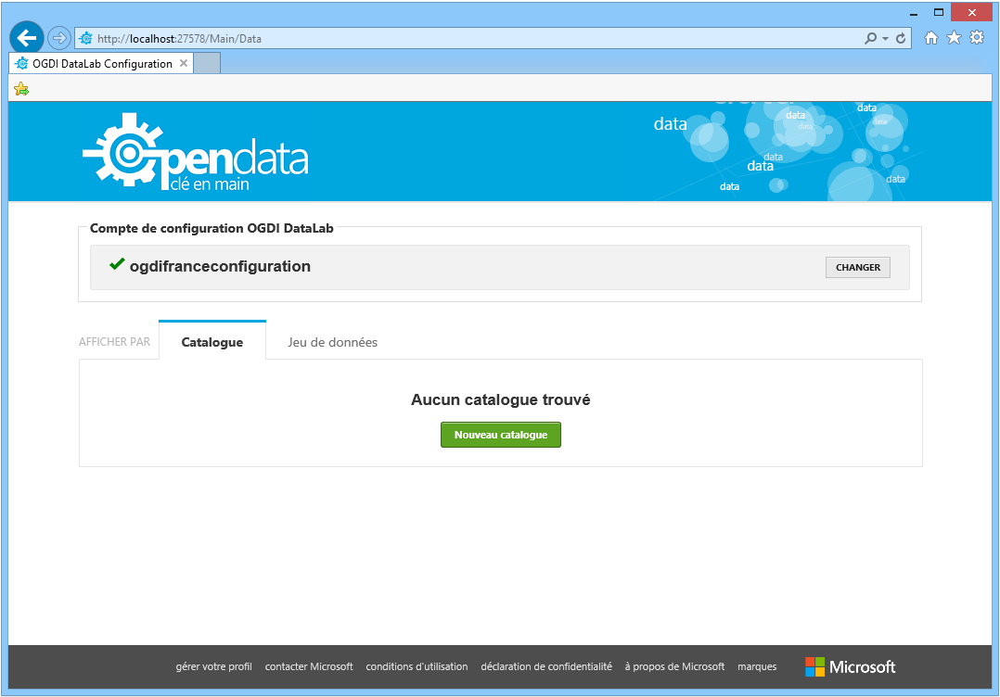 http://localhost:27578/Main/Data
OGDI DataLab Configuration
opendata
clé en main
data
data
data
data
data
data
data
data
data
Compte de configuration OGDI DataLab
ogdifranceconfiguration
CHANGER
AFFICHER PAR
Catalogue
Jeu de données
Aucun catalogue trouvé
Nouveau catalogue
gérer votre profil
contacter Microsoft
conditions d'utilisation
déclaration de confidentialité
à propos de Microsoft
marques
Microsoft